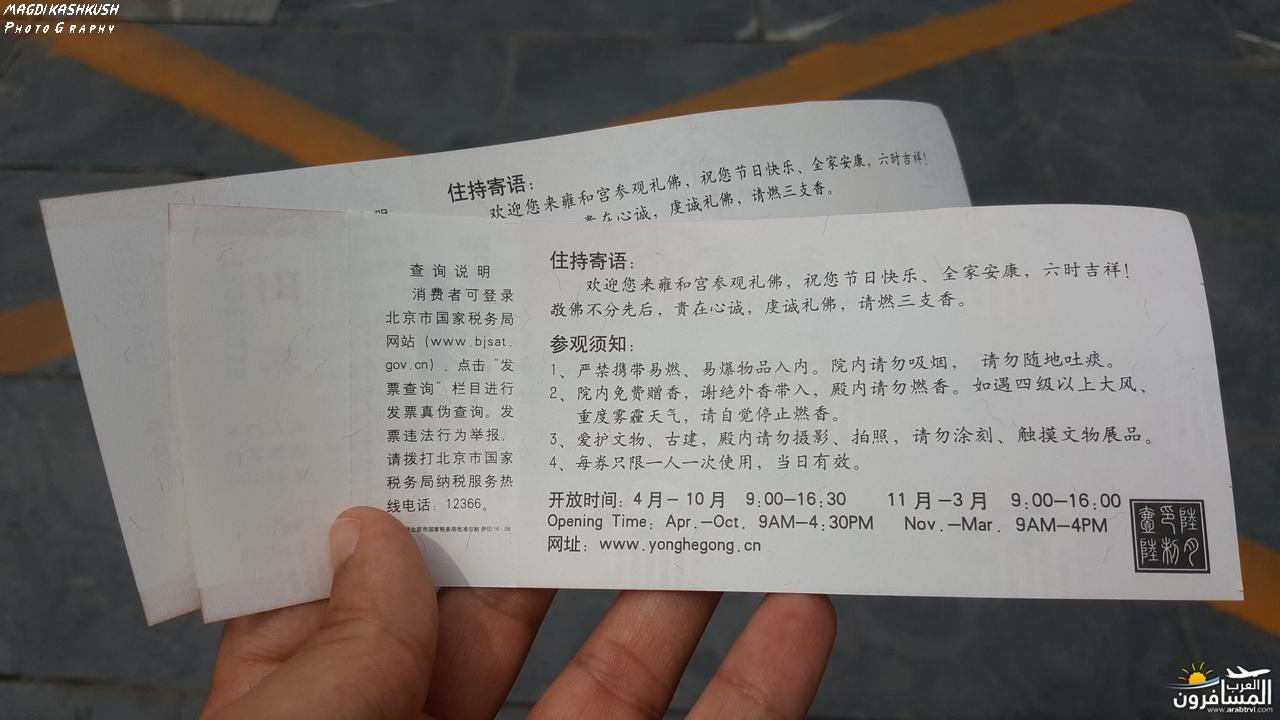 MAGDI KASHKUSH
PHOTOGRAPHY
住持寄语：
欢迎您来雍和宫参观礼佛，祝您节日快乐、全家安康，六时吉祥！
贵在心诚，虔诚礼佛，请燃三支香。
查询说明
消费者可登录
北京市国家税务局
网站（www.bjsat.
gov.cn），点击“发
票查询”栏目进行
发票真伪查询。发
票违法行为举报，
请拨打北京市国家
税务局纳税服务热
线电话：12366。
北京市国家税务局批准印制
住持寄语：
欢迎您来雍和宫参观礼佛，祝您节日快乐、全家安康，六时吉祥！
敬佛不分先后，贵在心诚，虔诚礼佛，请燃三支香。
参观须知：
1、严禁携带易燃、易爆物品入内。院内请勿吸烟，请勿随地吐痰。
2、院内免费赠香，谢绝外香带入，殿内请勿燃香。如遇四级以上大风、
重度雾霾天气，请自觉停止燃香。
3、爱护文物、古建，殿内请勿摄影、拍照，请勿涂刻、触摸文物展品。
4、每券只限一人一次使用，当日有效。
开放时间：4月－10月 9:00—16:30 11月－3月 9:00—16:00
Opening Time: Apr.—Oct. 9AM—4:30PM Nov.—Mar. 9AM—4PM
网址：www.yonghegong.cn
العرب
المسافرون
www.arabtrvl.com